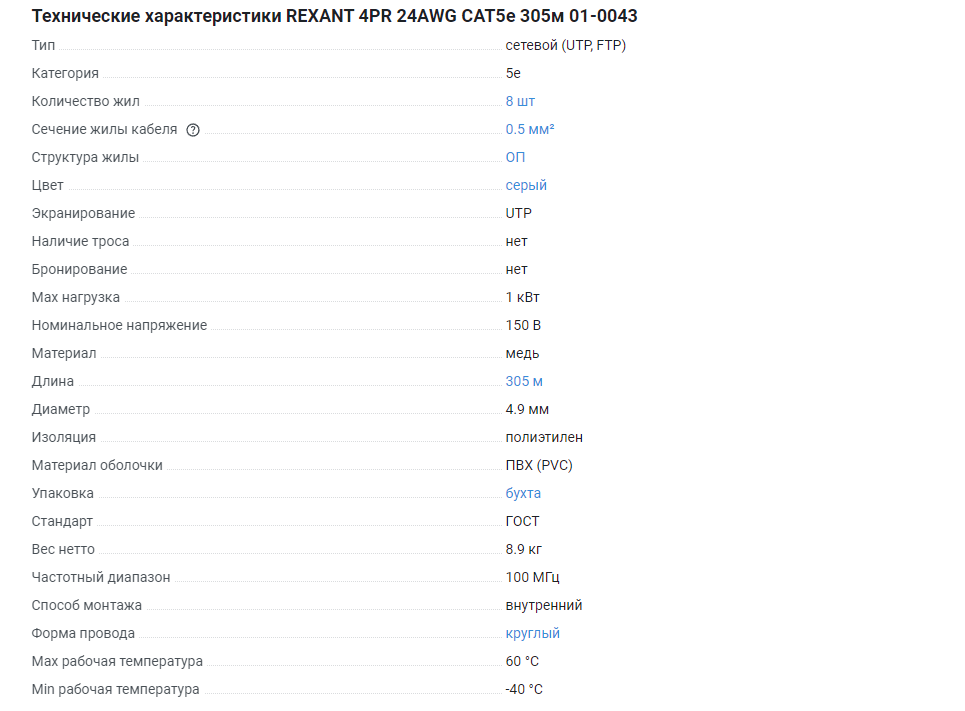 Технические характеристики REXANT 4PR 24AWG CAT5e 305м 01-0043
Тип сетевой (UTP, FTP)
Категория 5e
Количество жил 8 шт
Сечение жилы кабеля ? 0.5 мм²
Структура жилы ОП
Цвет серый
Экранирование UTP
Наличие троса нет
Бронирование нет
Max нагрузка 1 кВт
Номинальное напряжение 150 В
Материал медь
Длина 305 м
Диаметр 4.9 мм
Изоляция полиэтилен
Материал оболочки ПВХ (PVC)
Упаковка бухта
Стандарт ГОСТ
Вес нетто 8.9 кг
Частотный диапазон 100 МГц
Способ монтажа внутренний
Форма провода круглый
Max рабочая температура 60 °C
Min рабочая температура -40 °C